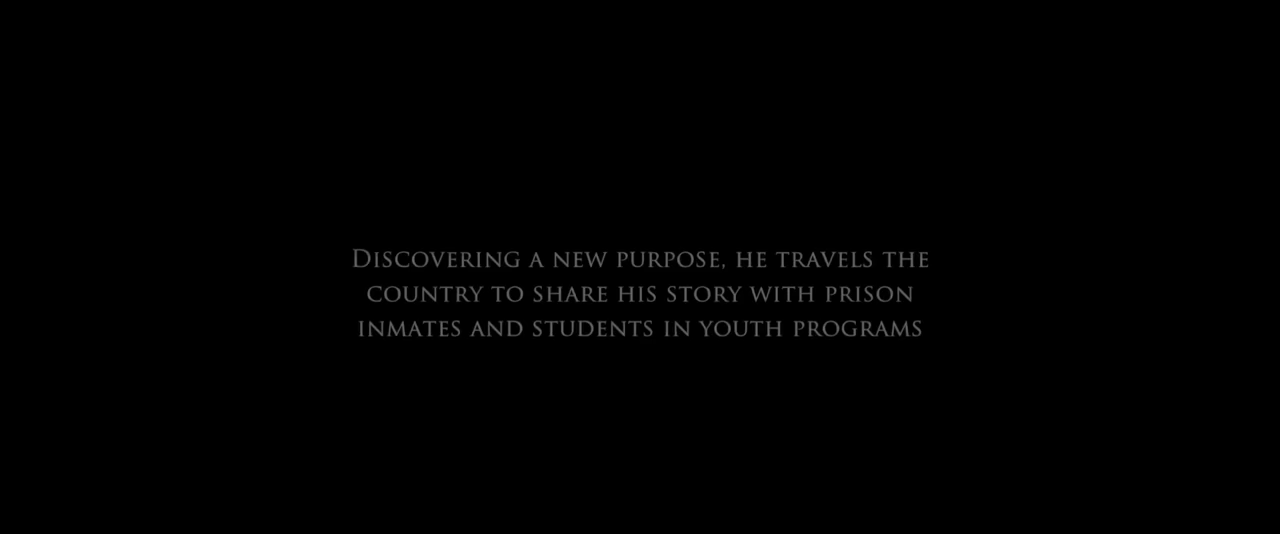 Discovering a new purpose, he travels the
country to share his story with prison
inmates and students in youth programs